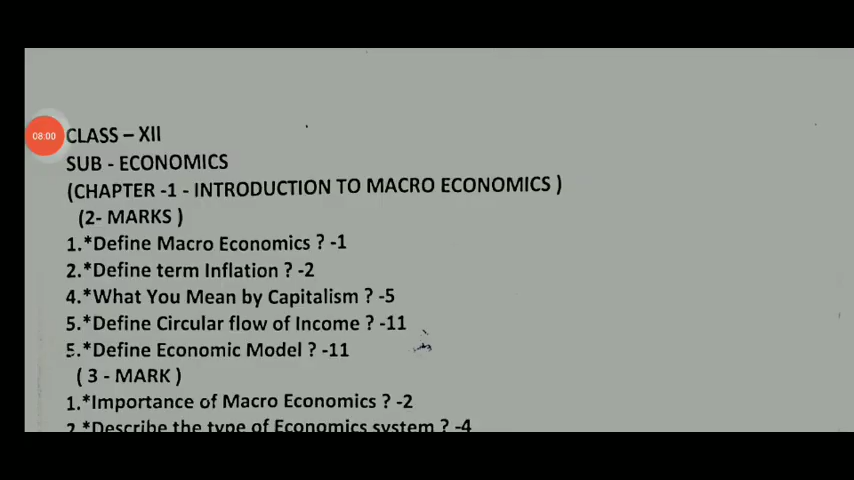 08:00
CLASS – XII
SUB - ECONOMICS
(CHAPTER -1 - INTRODUCTION TO MACRO ECONOMICS )
(2- MARKS )
1.*Define Macro Economics ? -1
2.*Define term Inflation ? -2
4.*What You Mean by Capitalism ? -5
5.*Define Circular flow of Income ? -11
5.*Define Economic Model ? -11
( 3 - MARK )
1.*Importance of Macro Economics ? -2
2.*Describe the type of Economics system ? -4